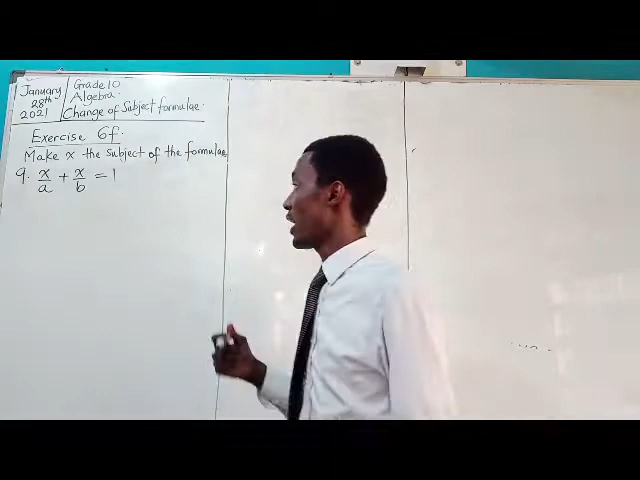 January 28th 2021
Grade 10
Algebra.
Change of Subject formulae.
Exercise 6f.
Make x the subject of the formulae
9. x/a + x/b = 1